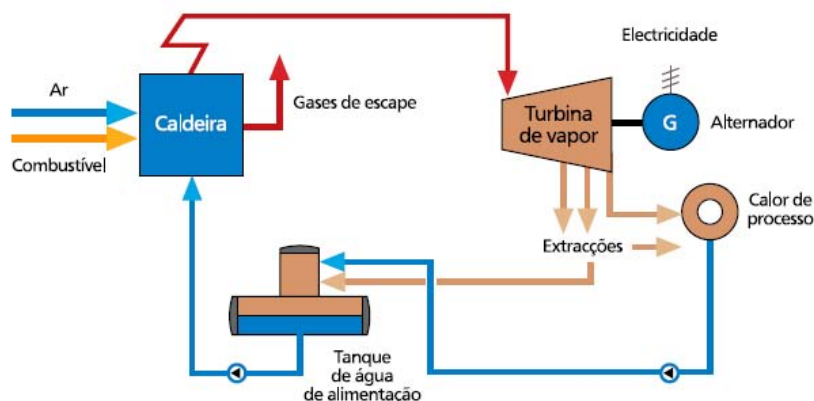 Electricidade
Ar
Caldeira
Gases de escape
Combustível
Turbina
de vapor
G
Alternador
Calor de
processo
Extracções
Tanque
de água
de alimentação